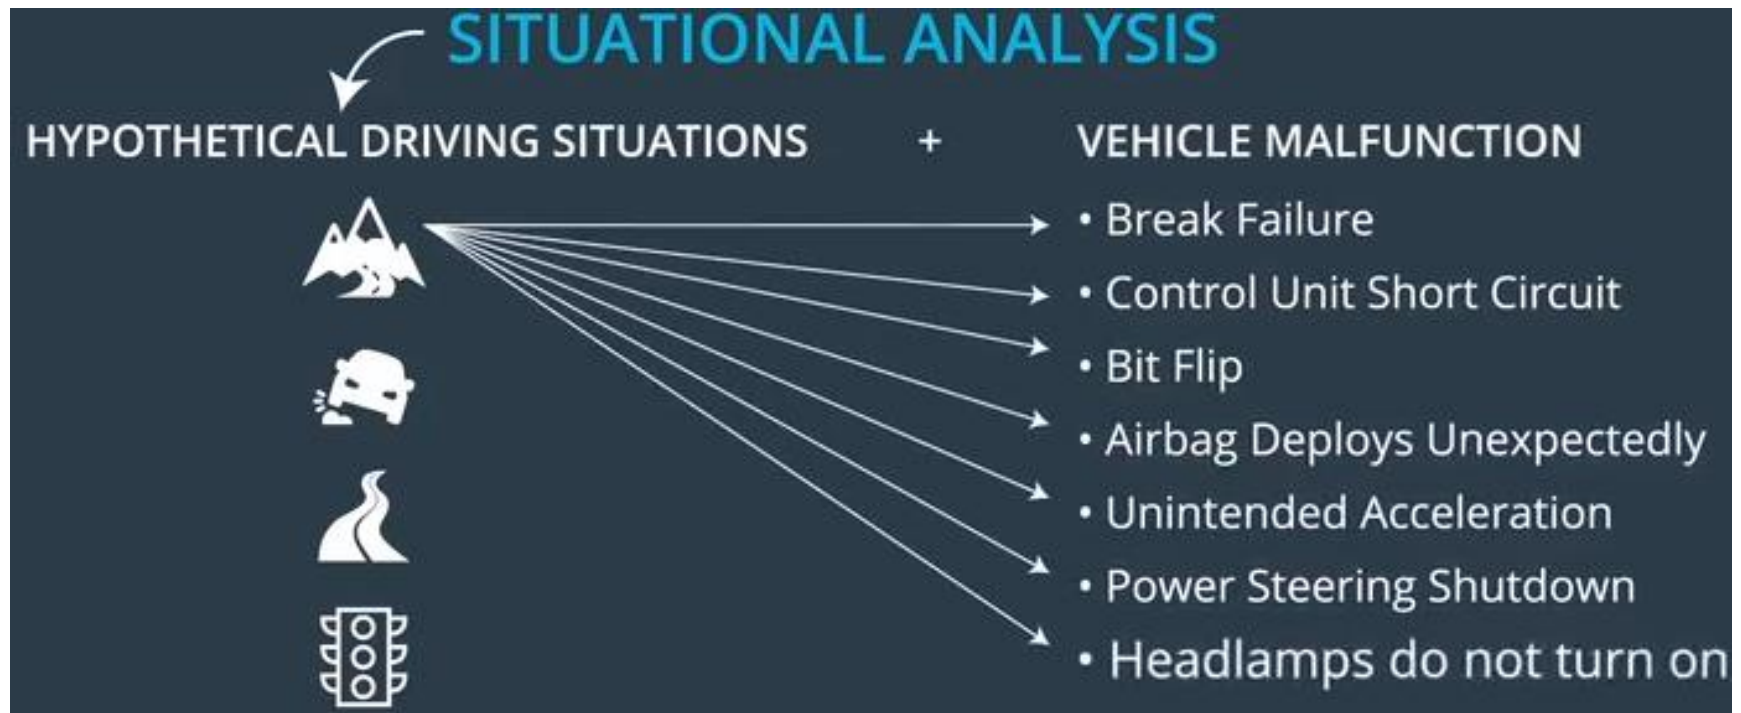 SITUATIONAL ANALYSIS
HYPOTHETICAL DRIVING SITUATIONS + VEHICLE MALFUNCTION
• Break Failure
• Control Unit Short Circuit
• Bit Flip
• Airbag Deploys Unexpectedly
• Unintended Acceleration
• Power Steering Shutdown
• Headlamps do not turn on